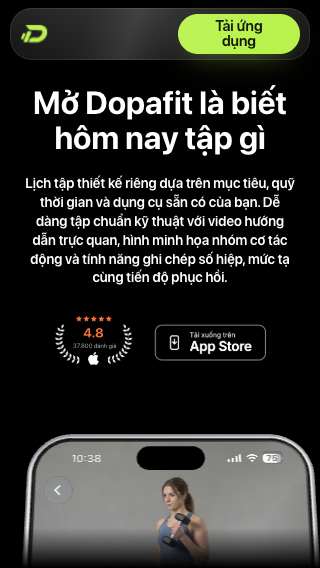 Tải ứng
dụng
Mở Dopafit là biết
hôm nay tập gì
Lịch tập thiết kế riêng dựa trên mục tiêu, quỹ
thời gian và dụng cụ sẵn có của bạn. Dễ
dàng tập chuẩn kỹ thuật với video hướng
dẫn trực quan, hình minh họa nhóm cơ tác
động và tính năng ghi chép số hiệp, mức tạ
cùng tiến độ phục hồi.
4.8
37.800 đánh giá
Tải xuống trên
App Store
10:38
75